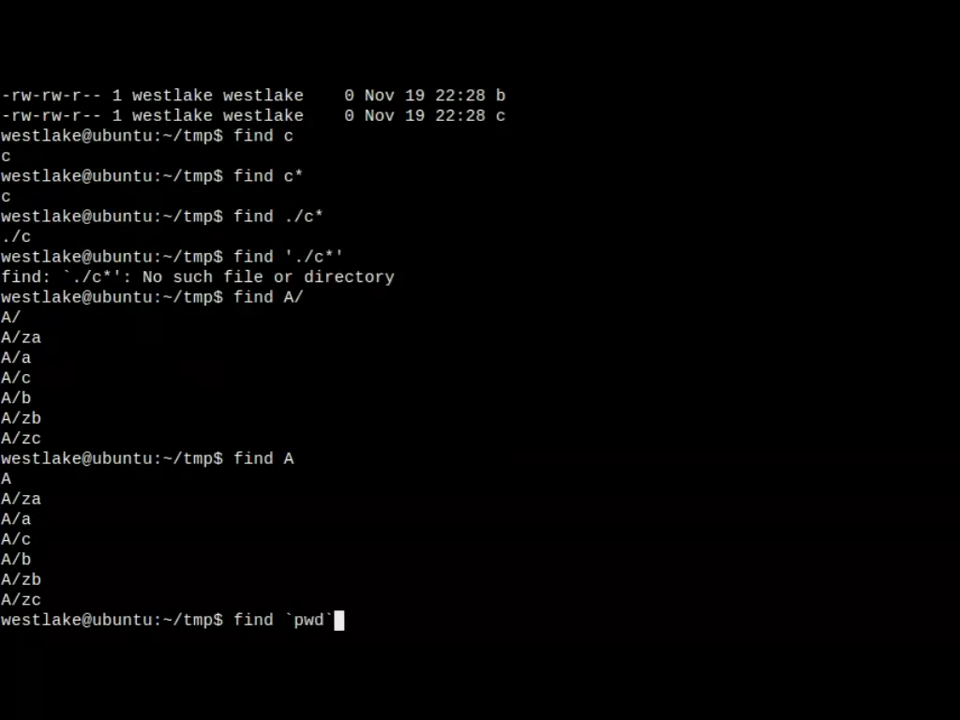 -rw-rw-r-- 1 westlake westlake    0 Nov 19 22:28 b
-rw-rw-r-- 1 westlake westlake    0 Nov 19 22:28 c
westlake@ubuntu:~/tmp$ find c
c
westlake@ubuntu:~/tmp$ find c*
c
westlake@ubuntu:~/tmp$ find ./c*
./c
westlake@ubuntu:~/tmp$ find './c*'
find: `./c*': No such file or directory
westlake@ubuntu:~/tmp$ find A/
A/
A/za
A/a
A/c
A/b
A/zb
A/zc
westlake@ubuntu:~/tmp$ find A
A
A/za
A/a
A/c
A/b
A/zb
A/zc
westlake@ubuntu:~/tmp$ find `pwd`